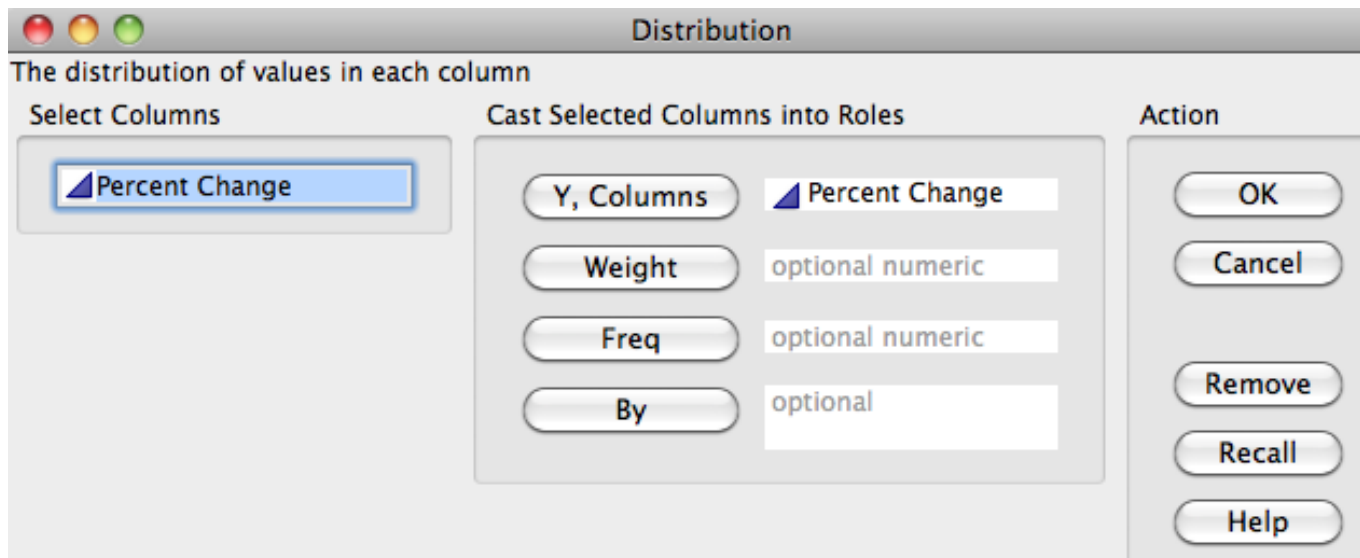 Distribution
The distribution of values in each column
Select Columns
Percent Change
Cast Selected Columns into Roles
Y, Columns
Percent Change
Weight
optional numeric
Freq
optional numeric
By
optional
Action
OK
Cancel
Remove
Recall
Help